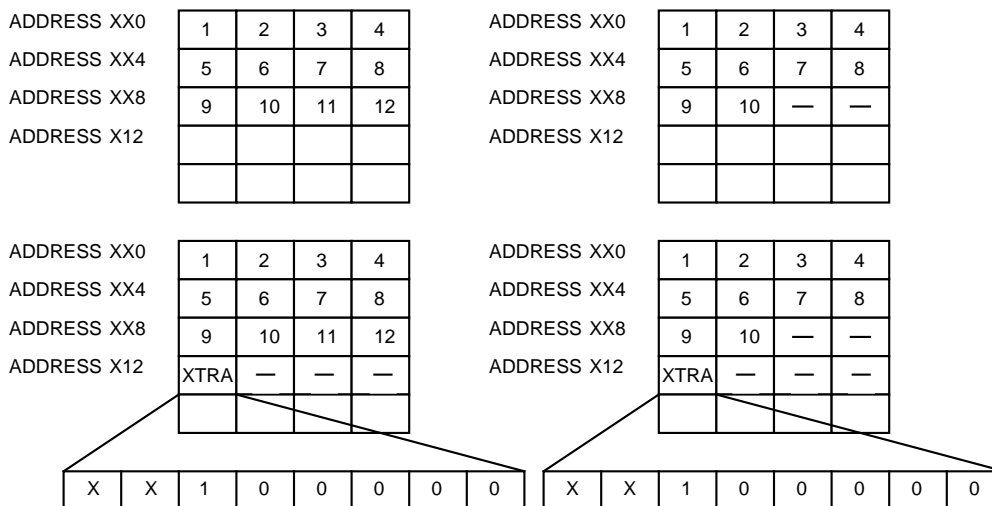 ADDRESS XX0 1 2 3 4
ADDRESS XX4 5 6 7 8
ADDRESS XX8 9 10 11 12
ADDRESS X12
ADDRESS XX0 1 2 3 4
ADDRESS XX4 5 6 7 8
ADDRESS XX8 9 10 — —
ADDRESS X12
ADDRESS XX0 1 2 3 4
ADDRESS XX4 5 6 7 8
ADDRESS XX8 9 10 11 12
ADDRESS X12 XTRA — — —
X X 1 0 0 0 0 0
ADDRESS XX0 1 2 3 4
ADDRESS XX4 5 6 7 8
ADDRESS XX8 9 10 — —
ADDRESS X12 XTRA — — —
X X 1 0 0 0 0 0